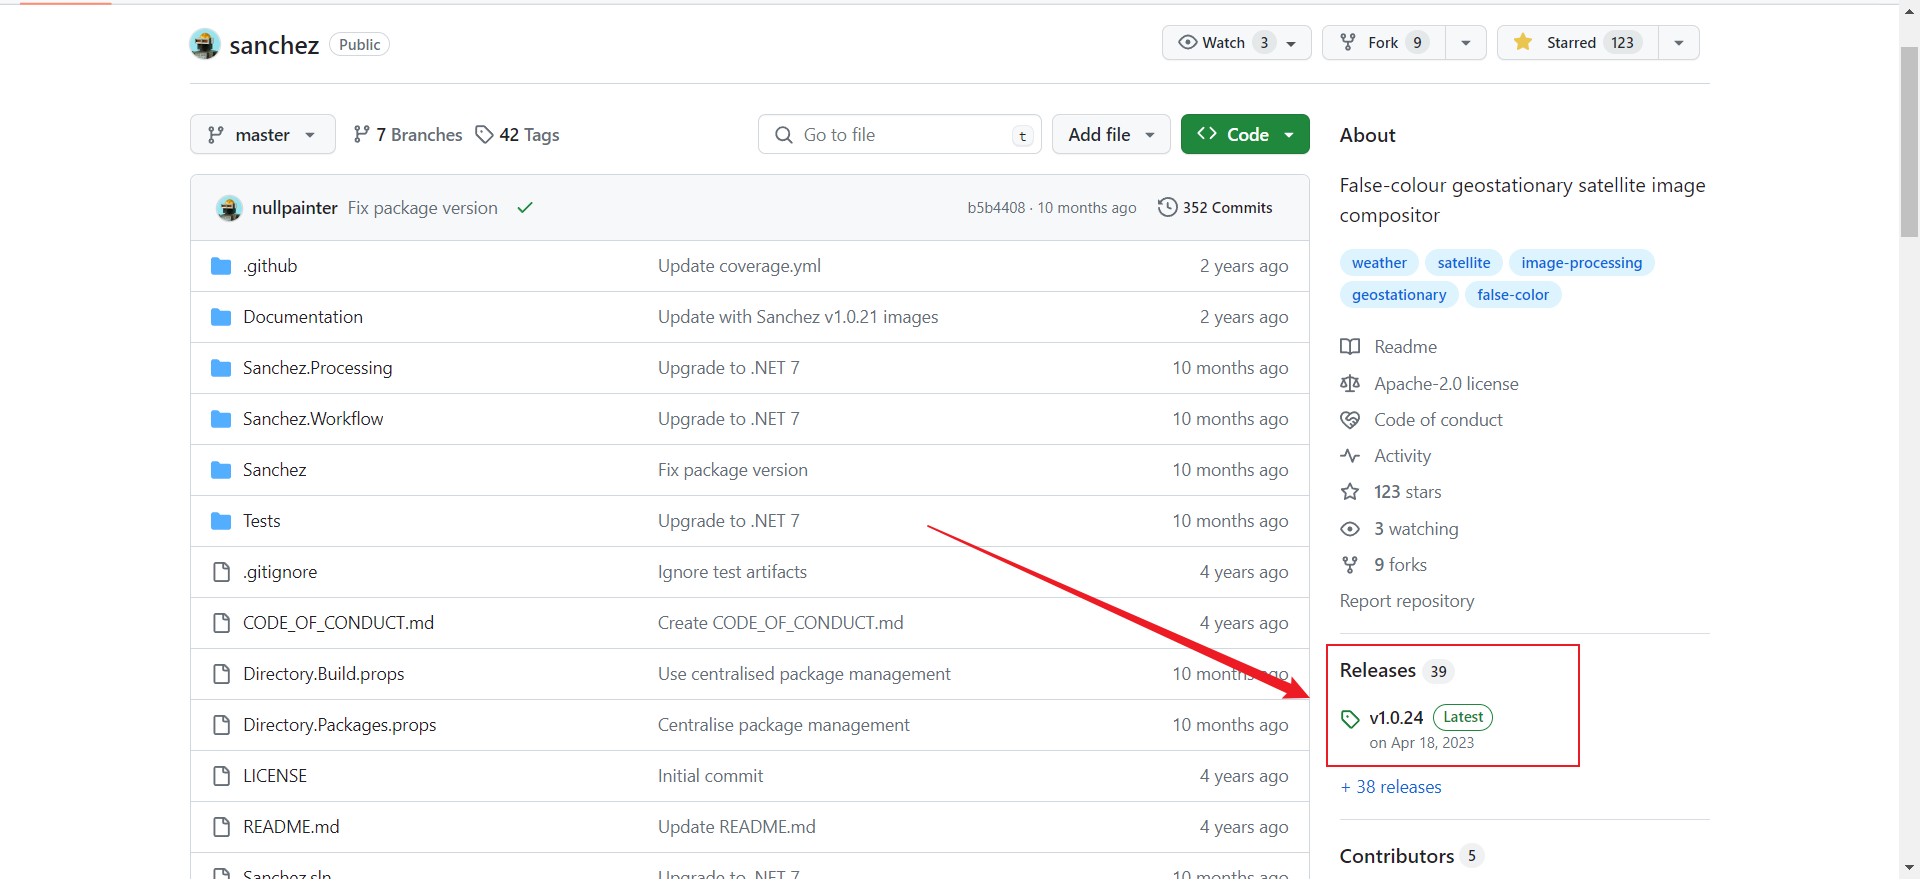 sanchez Public
Watch 3 Fork 9 Starred 123
master 7 Branches 42 Tags Go to file t Add file Code
nullpainter Fix package version b5b4408 · 10 months ago 352 Commits
.github Update coverage.yml 2 years ago
Documentation Update with Sanchez v1.0.21 images 2 years ago
Sanchez.Processing Upgrade to .NET 7 10 months ago
Sanchez.Workflow Upgrade to .NET 7 10 months ago
Sanchez Fix package version 10 months ago
Tests Upgrade to .NET 7 10 months ago
.gitignore Ignore test artifacts 4 years ago
CODE_OF_CONDUCT.md Create CODE_OF_CONDUCT.md 4 years ago
Directory.Build.props Use centralised package management 10 months ago
Directory.Packages.props Centralise package management 10 months ago
LICENSE Initial commit 4 years ago
README.md Update README.md 4 years ago
Sanchez.sln Upgrade to .NET 7 10 months ago
About
False-colour geostationary satellite image
compositor
weather satellite image-processing
geostationary false-color
Readme
Apache-2.0 license
Code of conduct
Activity
123 stars
3 watching
9 forks
Report repository
Releases 39
v1.0.24 Latest
on Apr 18, 2023
+ 38 releases
Contributors 5